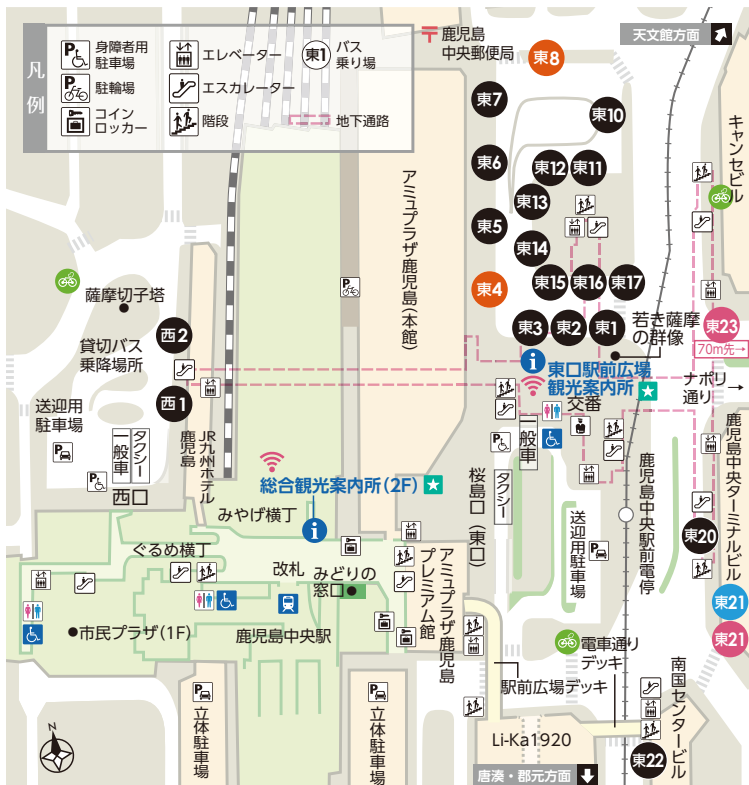 凡例
身障者用
駐車場
駐輪場
コイン
ロッカー
エレベーター
エスカレーター
階段
東1
バス
乗り場
地下通路
鹿児島
中央郵便局
天文館方面
東8
東7
東10
キャンセビル
東6
東12
東11
アミュプラザ鹿児島(本館)
東13
東5
東14
薩摩切子塔
東4
東15
東16
東17
西2
貸切バス
乗降場所
東3
東2
東1
若き薩摩
の群像
東23
70m先→
東口駅前広場
観光案内所
ナポリ
通り
西1
送迎用
駐車場
交番
一般車
タクシー
西口
JR九州ホテル
鹿児島
一般車
タクシー
総合観光案内所(2F)
桜島口(東口)
鹿児島中央駅前電停
鹿児島中央ターミナルビル
みやげ横丁
東20
ぐるめ横丁
改札
みどりの
窓口
送迎用駐車場
アミュプラザ鹿児島
プレミアム館
東21
市民プラザ(1F)
鹿児島中央駅
東21
電車通り
デッキ
駅前広場デッキ
南国センタービル
立体駐車場
立体駐車場
Li-Ka1920
東22
唐湊・郡元方面
N